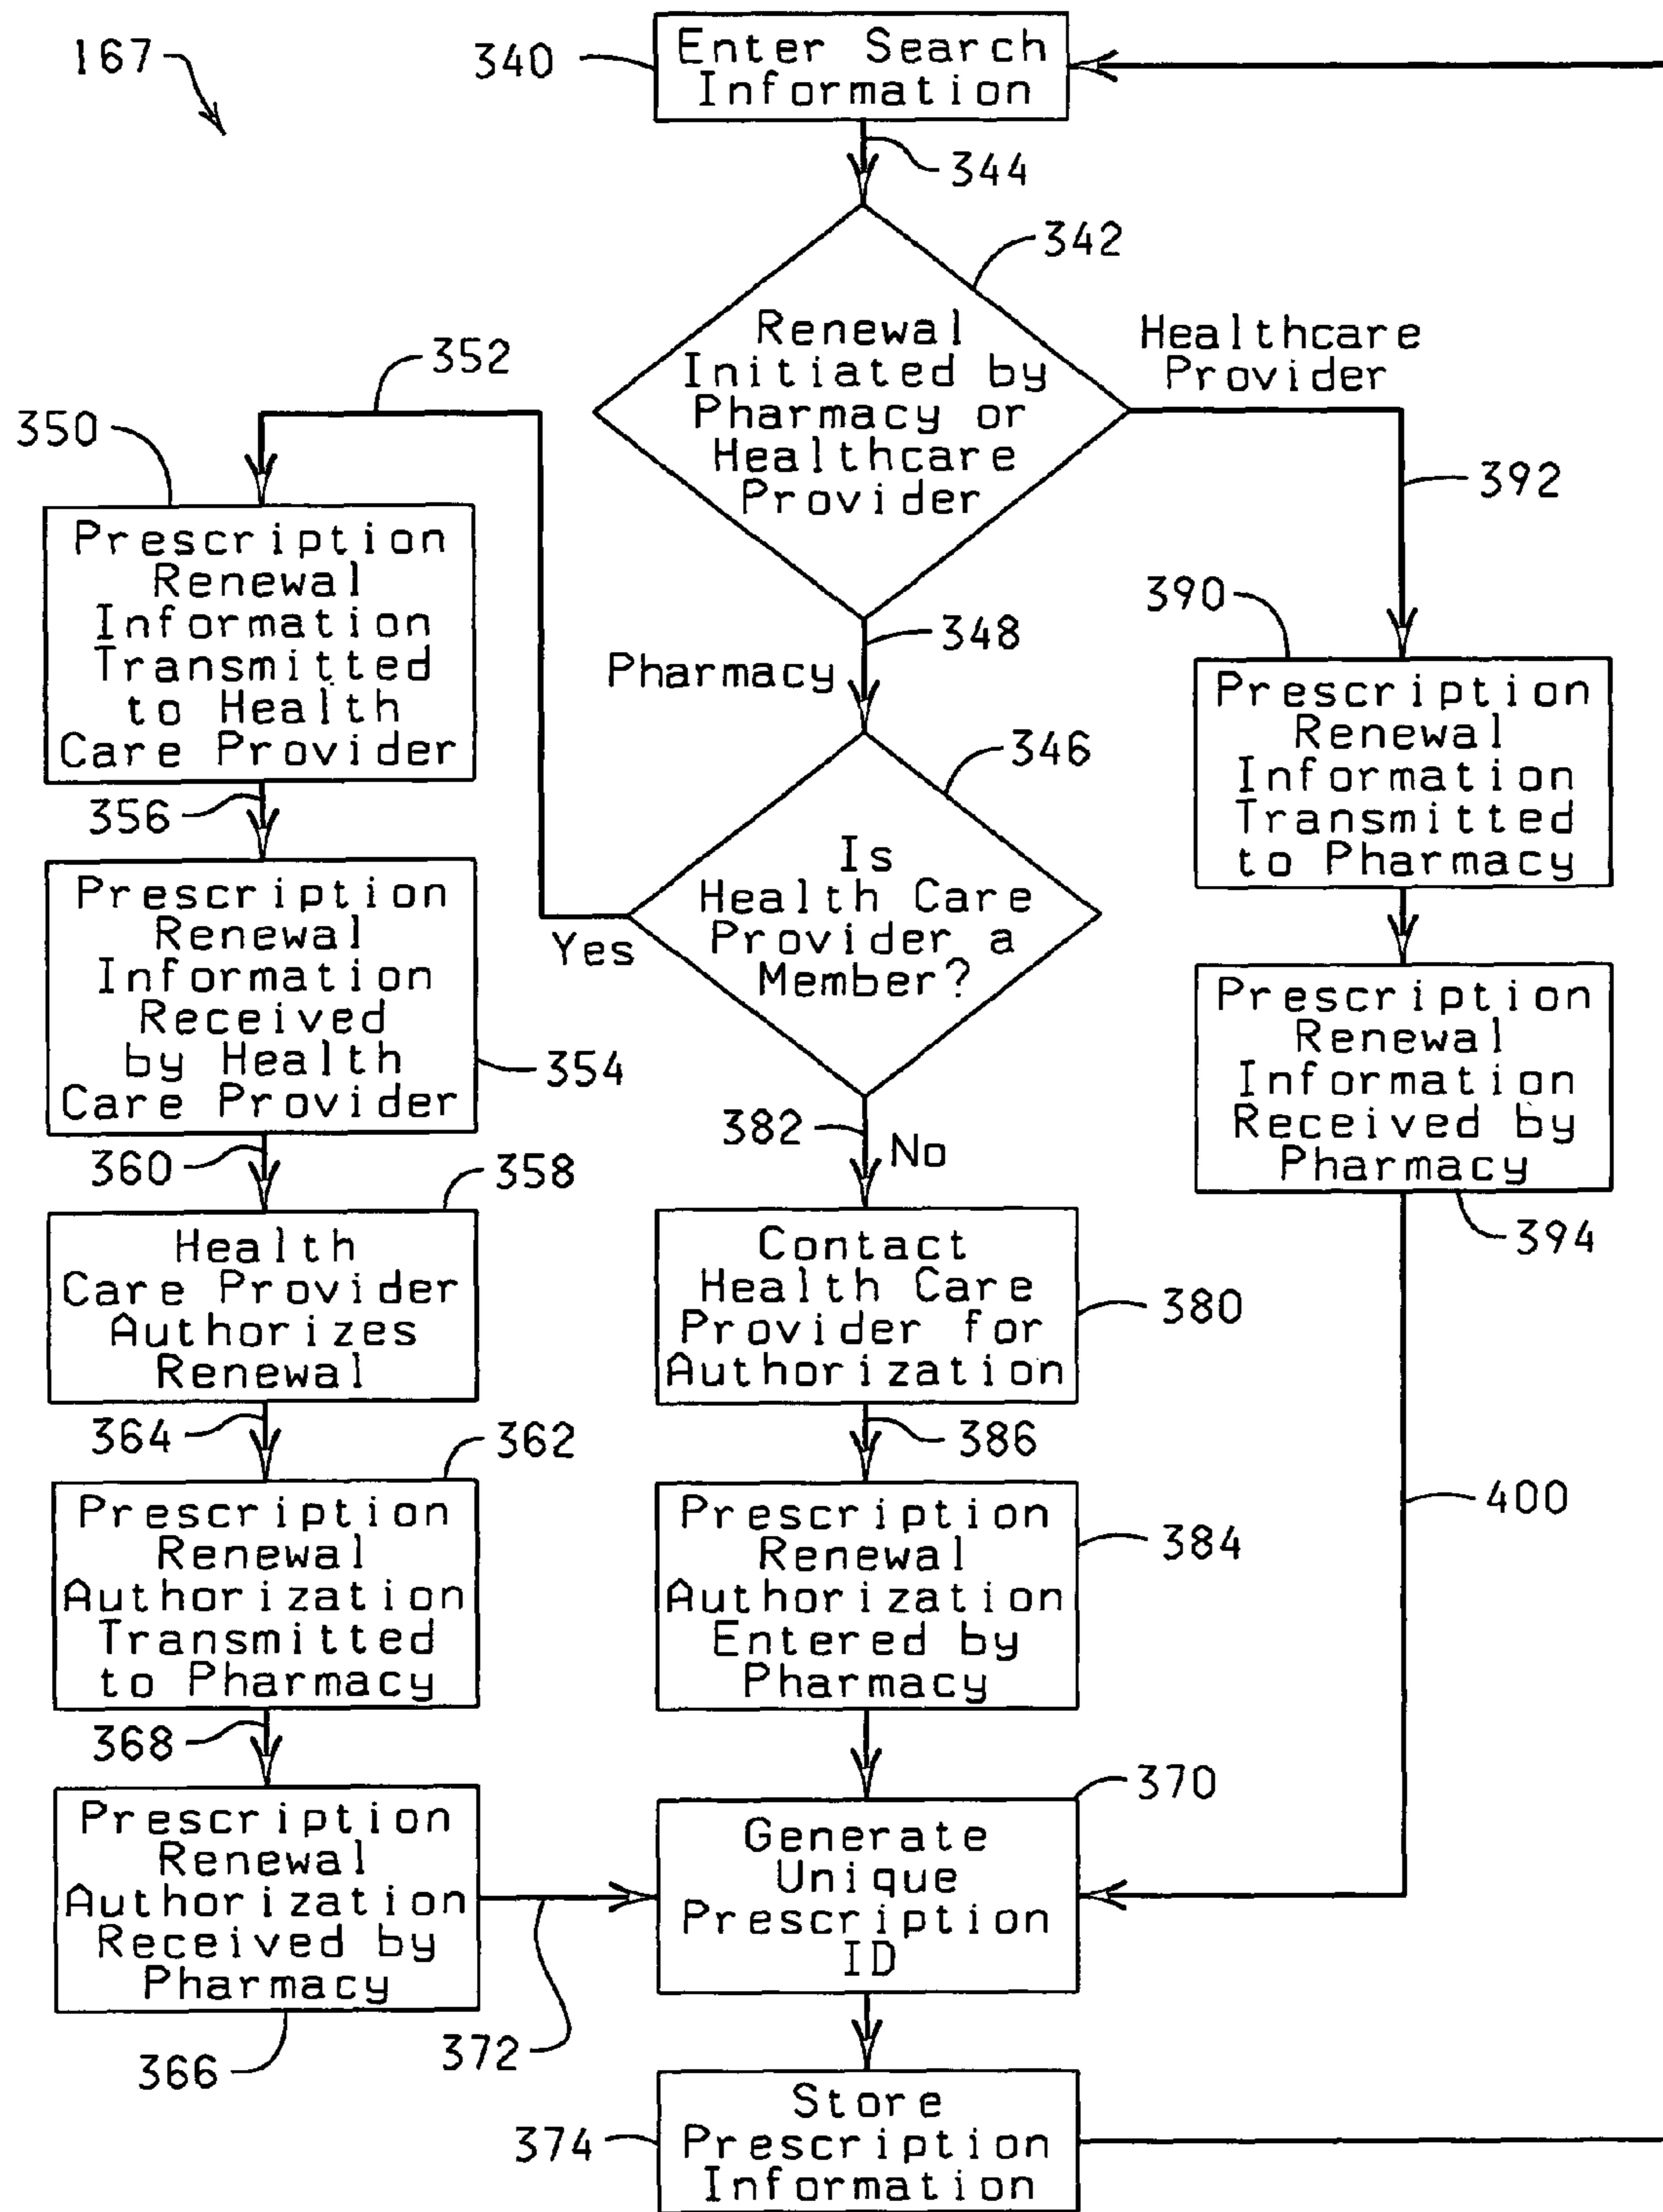 167
340
Enter Search
Information
344
342
Renewal
Initiated by
Pharmacy or
Healthcare
Provider
Healthcare
Provider
392
348
Pharmacy
352
350
Prescription
Renewal
Information
Transmitted
to Health
Care Provider
356
Prescription
Renewal
Information
Received
by Health
Care Provider
354
360
358
Health
Care Provider
Authorizes
Renewal
364
362
Prescription
Renewal
Authorization
Transmitted
to Pharmacy
368
Prescription
Renewal
Authorization
Received by
Pharmacy
366
372
346
Is
Health Care
Provider a
Member?
Yes
382
No
Contact
Health Care
Provider for
Authorization
380
386
Prescription
Renewal
Authorization
Entered by
Pharmacy
384
370
Generate
Unique
Prescription
ID
374
Store
Prescription
Information
390
Prescription
Renewal
Information
Transmitted
to Pharmacy
Prescription
Renewal
Information
Received by
Pharmacy
394
400